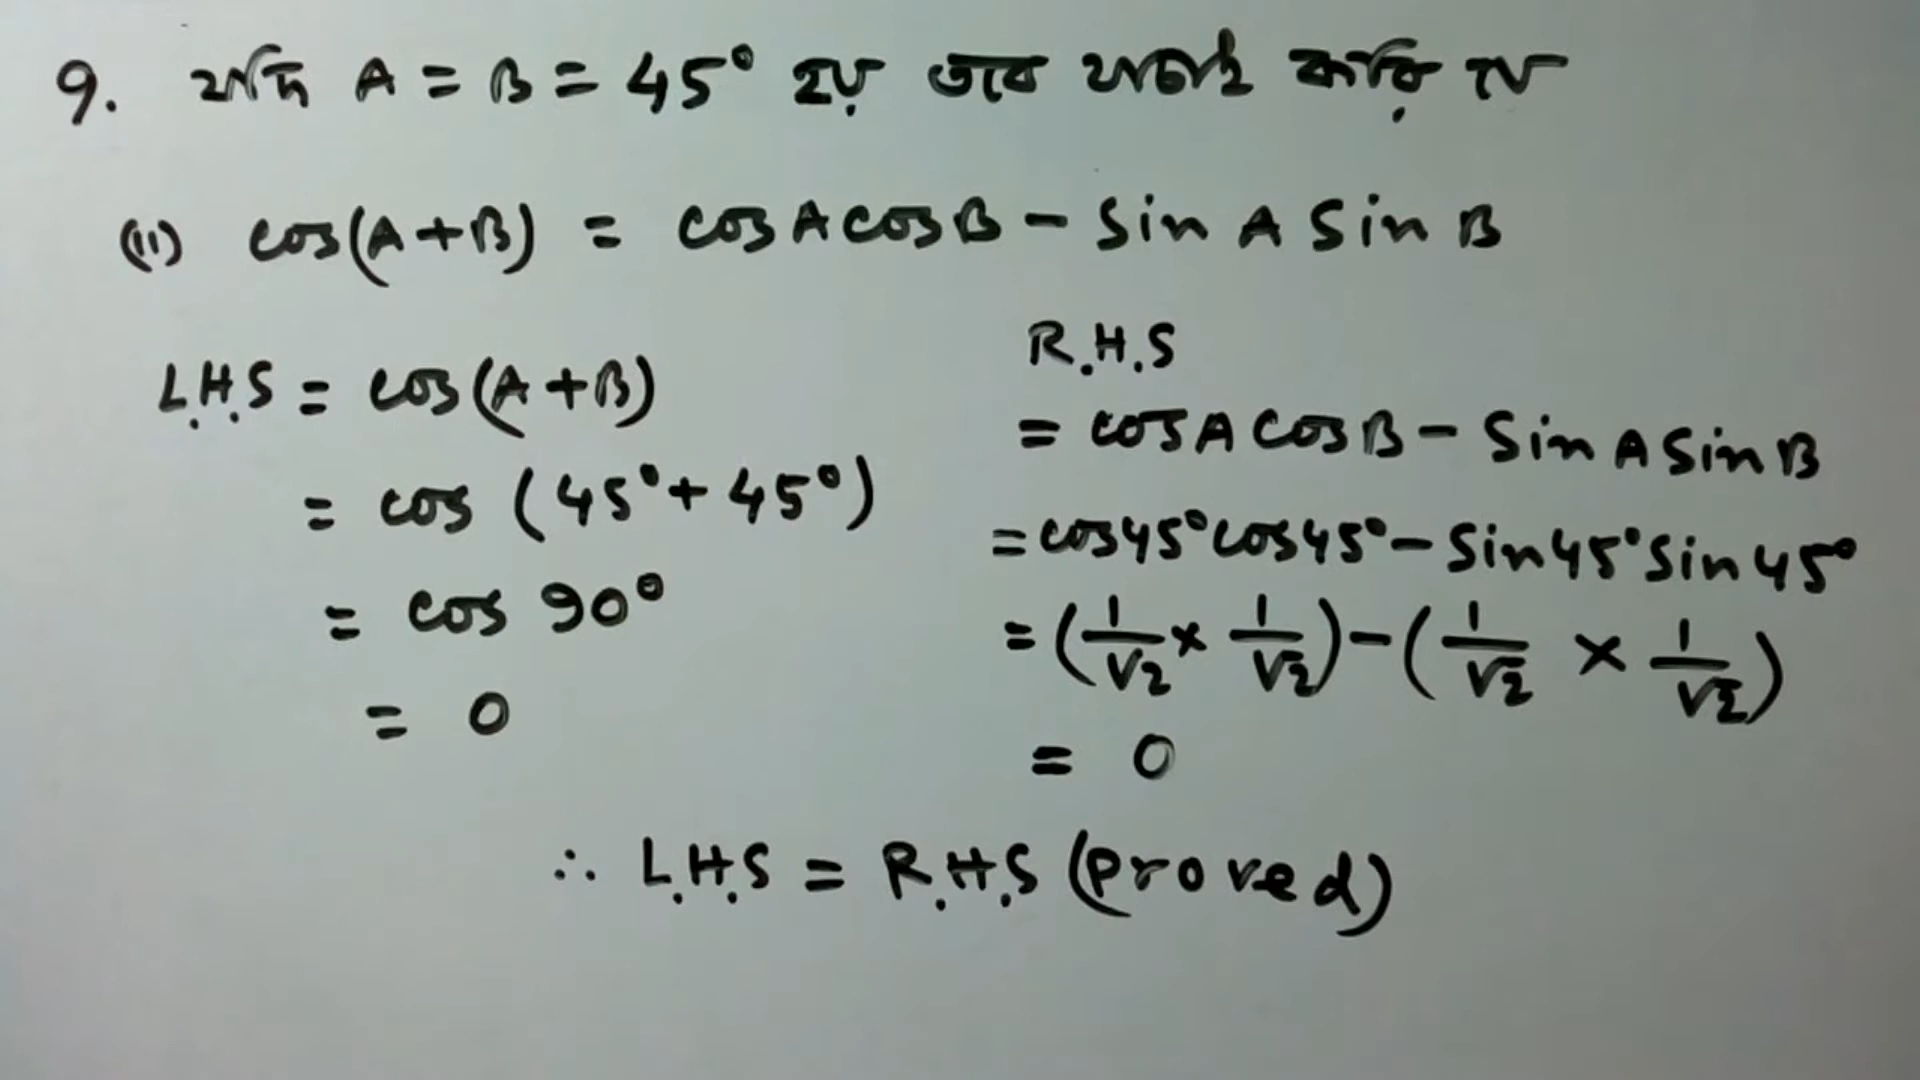 9. যদি A = B = 45° হয় তবে যাচাই করি যে
(ii) cos(A+B) = cosA cosB - Sin A Sin B
L.H.S = cos(A+B)
= cos (45°+ 45°)
= cos 90°
= 0
R.H.S
= cosA cosB - Sin A Sin B
= cos45° cos45° - Sin45° Sin45°
= (1/√2 × 1/√2) - (1/√2 × 1/√2)
= 0
∴ L.H.S = R.H.S (Proved)